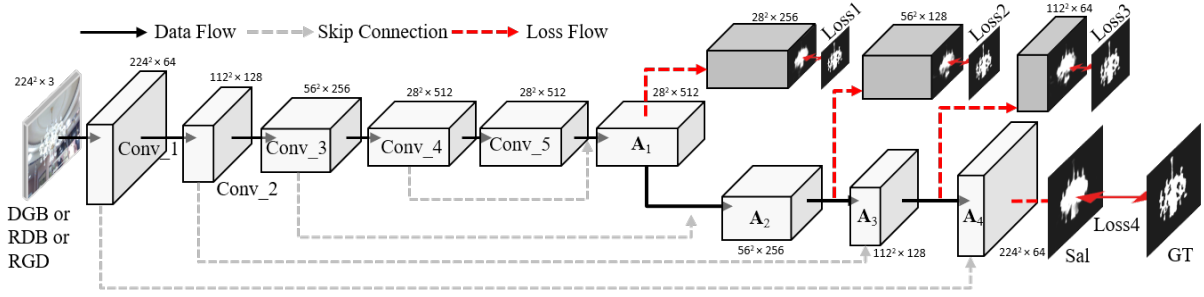 Data Flow
Skip Connection
Loss Flow
28² × 256
Loss1
56² × 128
Loss2
112² × 64
Loss3
224² × 3
224² × 64
112² × 128
56² × 256
28² × 512
28² × 512
28² × 512
Conv_1
Conv_2
Conv_3
Conv_4
Conv_5
A₁
DGB or
RDB or
RGD
A₂
A₃
A₄
56² × 256
112² × 128
224² × 64
Sal
Loss4
GT